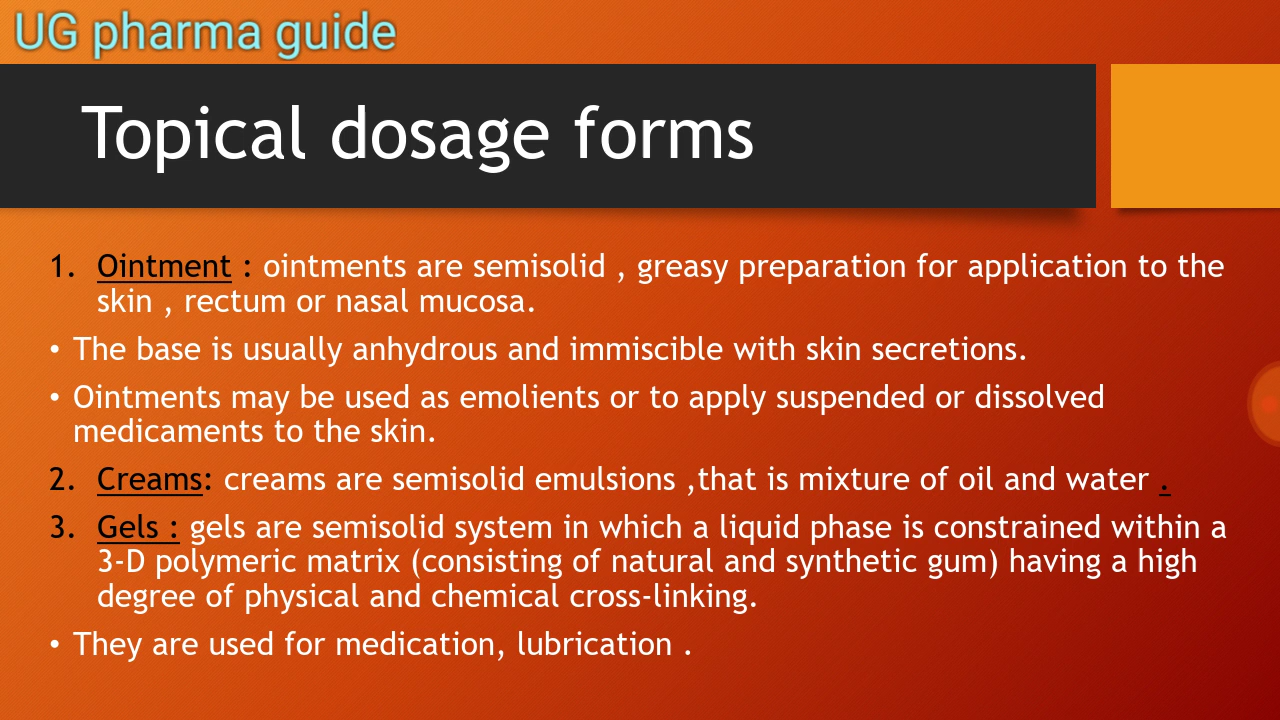 UG pharma guide
Topical dosage forms
1. Ointment : ointments are semisolid , greasy preparation for application to the
skin , rectum or nasal mucosa.
• The base is usually anhydrous and immiscible with skin secretions.
• Ointments may be used as emolients or to apply suspended or dissolved
medicaments to the skin.
2. Creams: creams are semisolid emulsions ,that is mixture of oil and water .
3. Gels : gels are semisolid system in which a liquid phase is constrained within a
3-D polymeric matrix (consisting of natural and synthetic gum) having a high
degree of physical and chemical cross-linking.
• They are used for medication, lubrication .